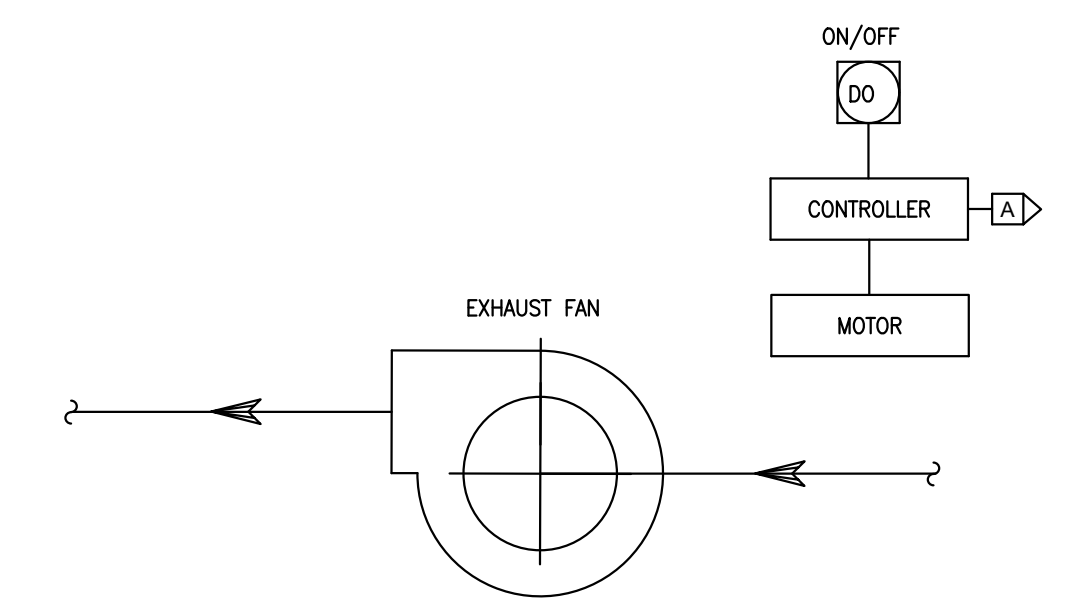 ON/OFF
DO
CONTROLLER
A
MOTOR
EXHAUST FAN